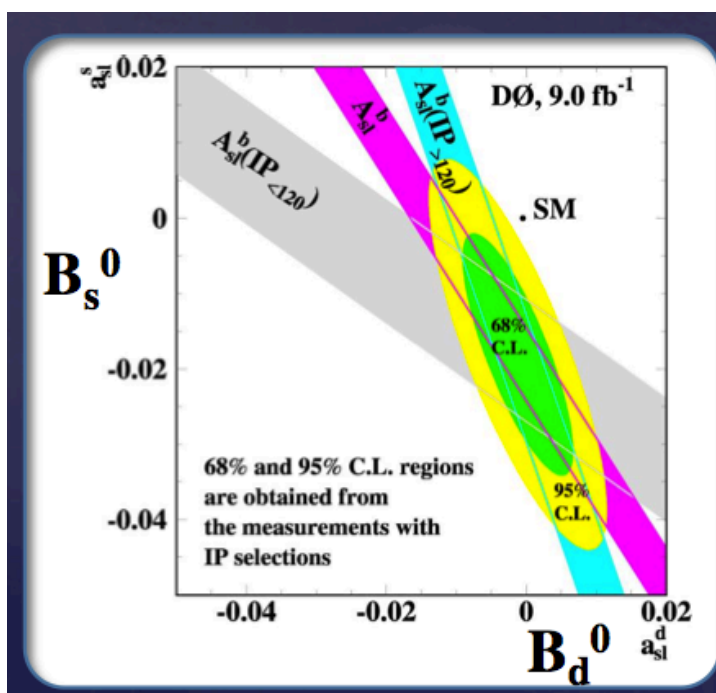 a^s_sl
0.02
0
-0.02
-0.04
B_s^0
A^b_sl(IP_<120)
A^b_sl
A^b_sl(IP_>120)
DØ, 9.0 fb^-1
SM
68%
C.L.
95%
C.L.
68% and 95% C.L. regions
are obtained from
the measurements with
IP selections
-0.04 -0.02 0 0.02
B_d^0 a^d_sl